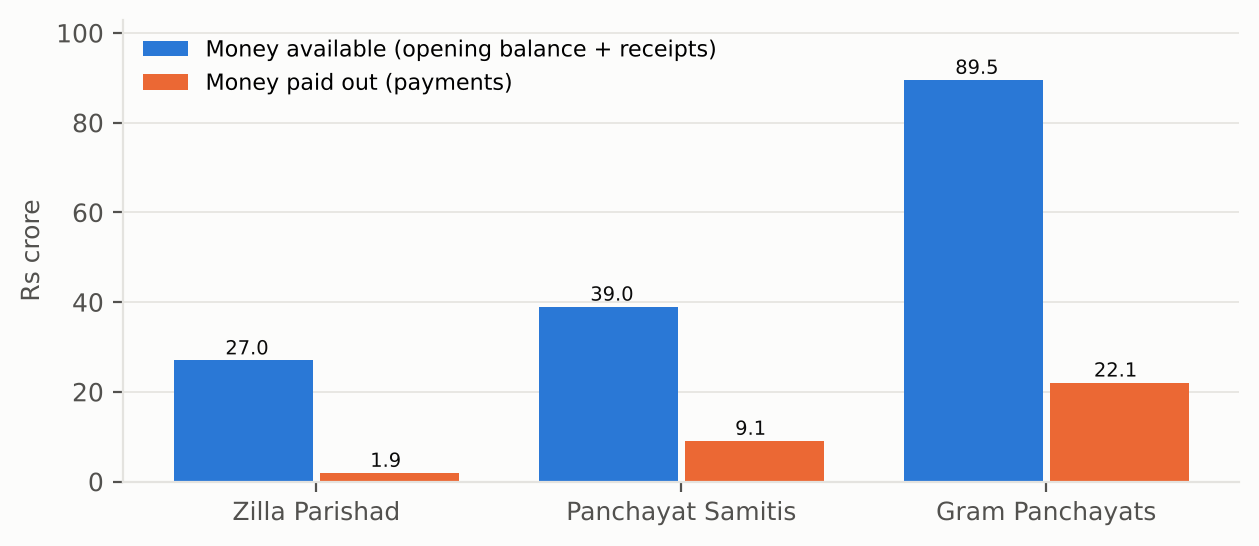 Money available (opening balance + receipts)
Money paid out (payments)
Rs crore
100
80
60
40
20
0
27.0
1.9
39.0
9.1
89.5
22.1
Zilla Parishad
Panchayat Samitis
Gram Panchayats